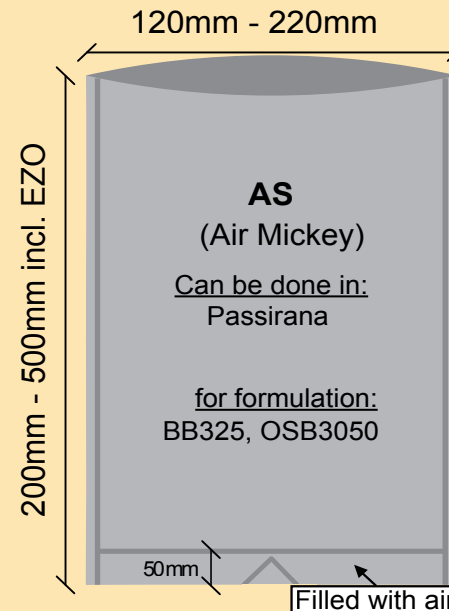 120mm - 220mm
200mm - 500mm incl. EZO
AS
(Air Mickey)
Can be done in:
Passirana
for formulation:
BB325, OSB3050
50mm
Filled with air